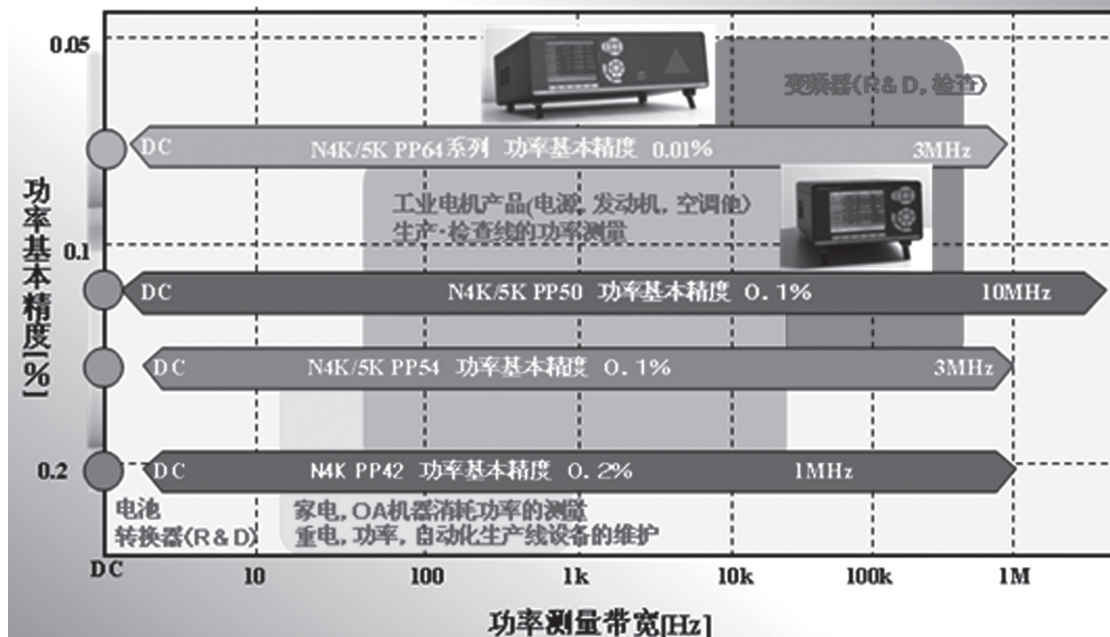 0.05
变频器(R&D, 检查)
DC N4K/5K PP64系列 功率基本精度 0.01% 3MHz
工业电机产品(电源, 发动机, 空调他)
生产·检查线的功率测量
0.1
DC N4K/5K PP50 功率基本精度 0.1% 10MHz
功率基本精度[%]
DC N4K/5K PP54 功率基本精度 0.1% 3MHz
0.2
DC N4K PP42 功率基本精度 0.2% 1MHz
电池
转换器(R&D)
家电, OA机器消耗功率的测量
重电, 功率, 自动化生产线设备的维护
DC 10 100 1k 10k 100k 1M
功率测量带宽[Hz]